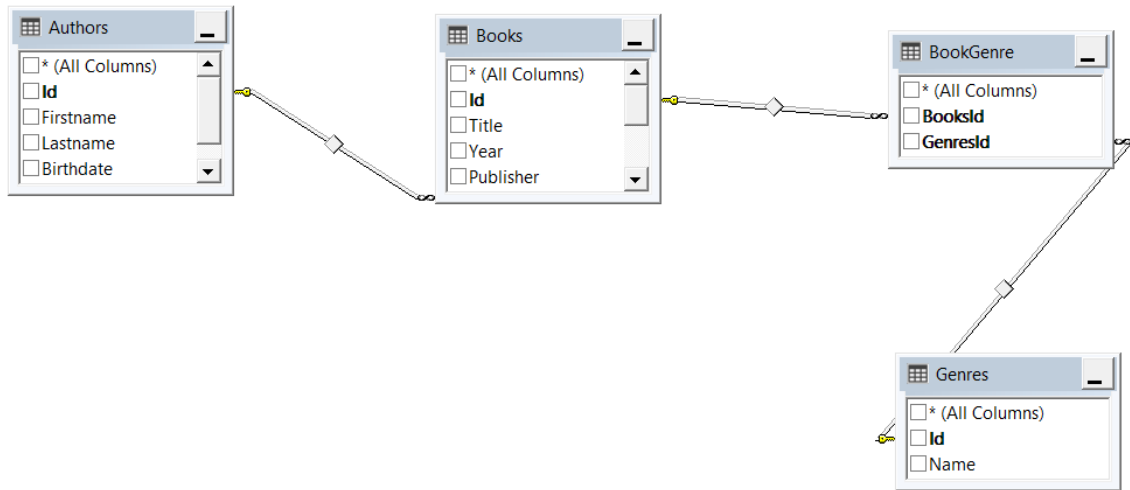 Authors
* (All Columns)
Id
Firstname
Lastname
Birthdate
Books
* (All Columns)
Id
Title
Year
Publisher
BookGenre
* (All Columns)
BooksId
GenresId
Genres
* (All Columns)
Id
Name